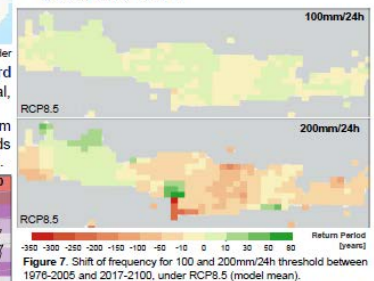 100mm/24h
RCP8.5
200mm/24h
RCP8.5
-350 -300 -250 -200 -150 -100 -50 -10 0 10 30 50 80
Return Period
[years]
Figure 7. Shift of frequency for 100 and 200mm/24h threshold between
1976-2005 and 2017-2100, under RCP8.5 (model mean).